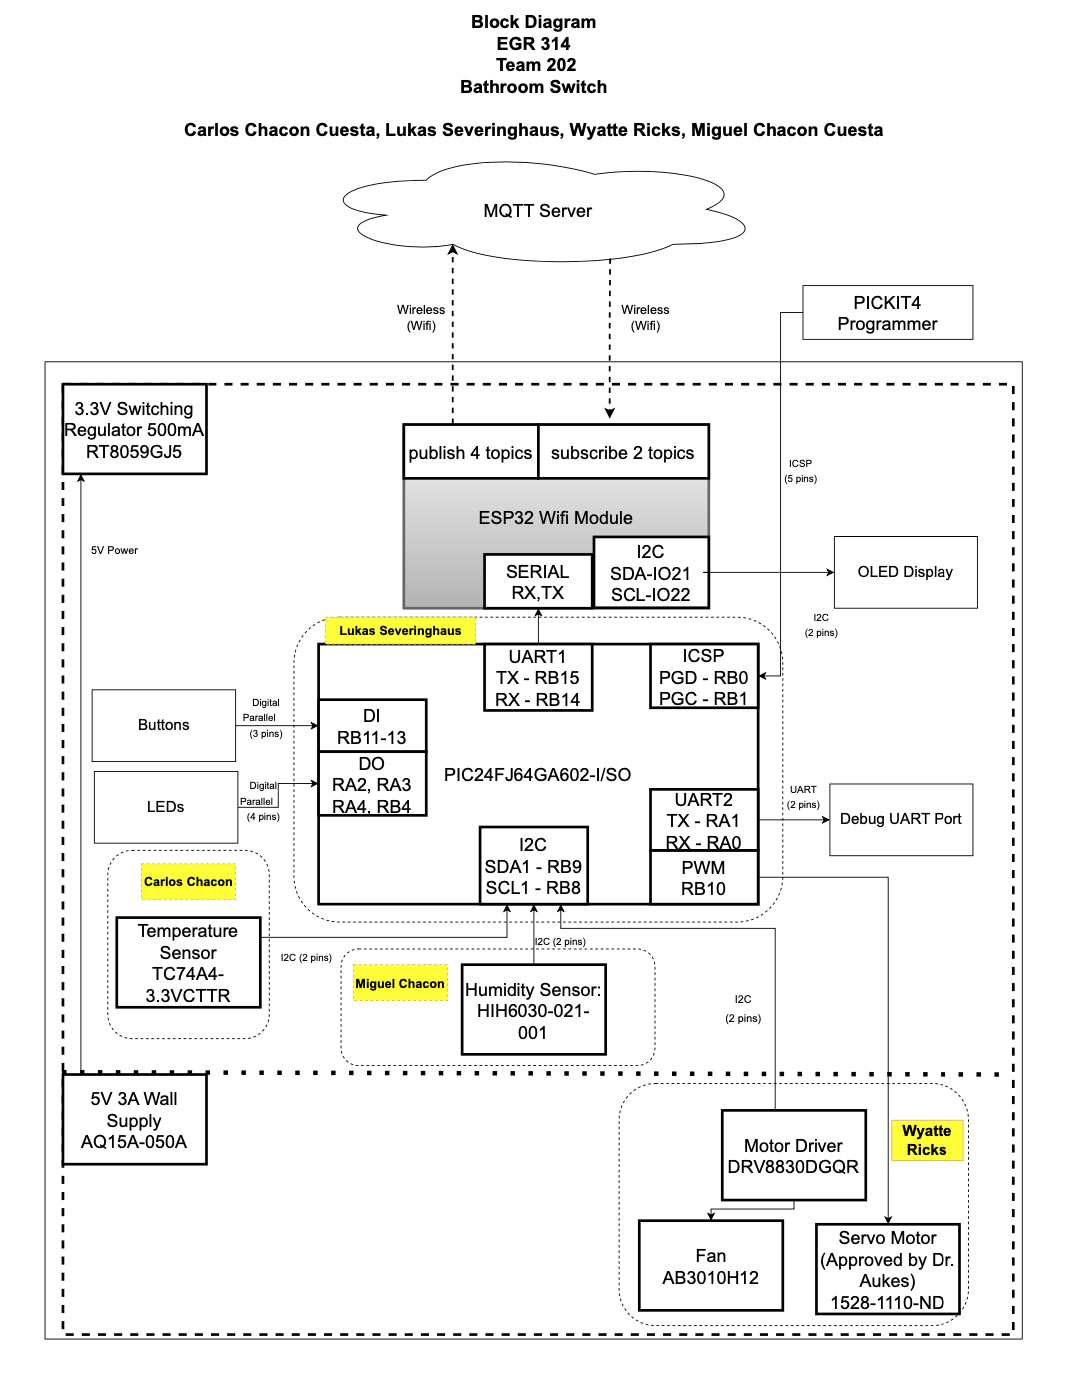 Block Diagram
EGR 314
Team 202
Bathroom Switch
Carlos Chacon Cuesta, Lukas Severinghaus, Wyatte Ricks, Miguel Chacon Cuesta
MQTT Server
Wireless
(Wifi)
Wireless
(Wifi)
PICKIT4
Programmer
3.3V Switching
Regulator 500mA
RT8059GJ5
publish 4 topics
subscribe 2 topics
ICSP
(5 pins)
ESP32 Wifi Module
5V Power
SERIAL
RX,TX
I2C
SDA-IO21
SCL-IO22
OLED Display
I2C
(2 pins)
Lukas Severinghaus
UART1
TX - RB15
RX - RB14
ICSP
PGD - RB0
PGC - RB1
Buttons
Digital
Parallel
(3 pins)
DI
RB11-13
DO
RA2, RA3
RA4, RB4
PIC24FJ64GA602-I/SO
LEDs
Digital
Parallel
(4 pins)
UART2
TX - RA1
RX - RA0
UART
(2 pins)
Debug UART Port
I2C
SDA1 - RB9
SCL1 - RB8
PWM
RB10
Carlos Chacon
Temperature
Sensor
TC74A4-
3.3VCTTR
I2C (2 pins)
I2C (2 pins)
Miguel Chacon
Humidity Sensor:
HIH6030-021-
001
I2C
(2 pins)
5V 3A Wall
Supply
AQ15A-050A
Motor Driver
DRV8830DGQR
Wyatte
Ricks
Fan
AB3010H12
Servo Motor
(Approved by Dr.
Aukes)
1528-1110-ND